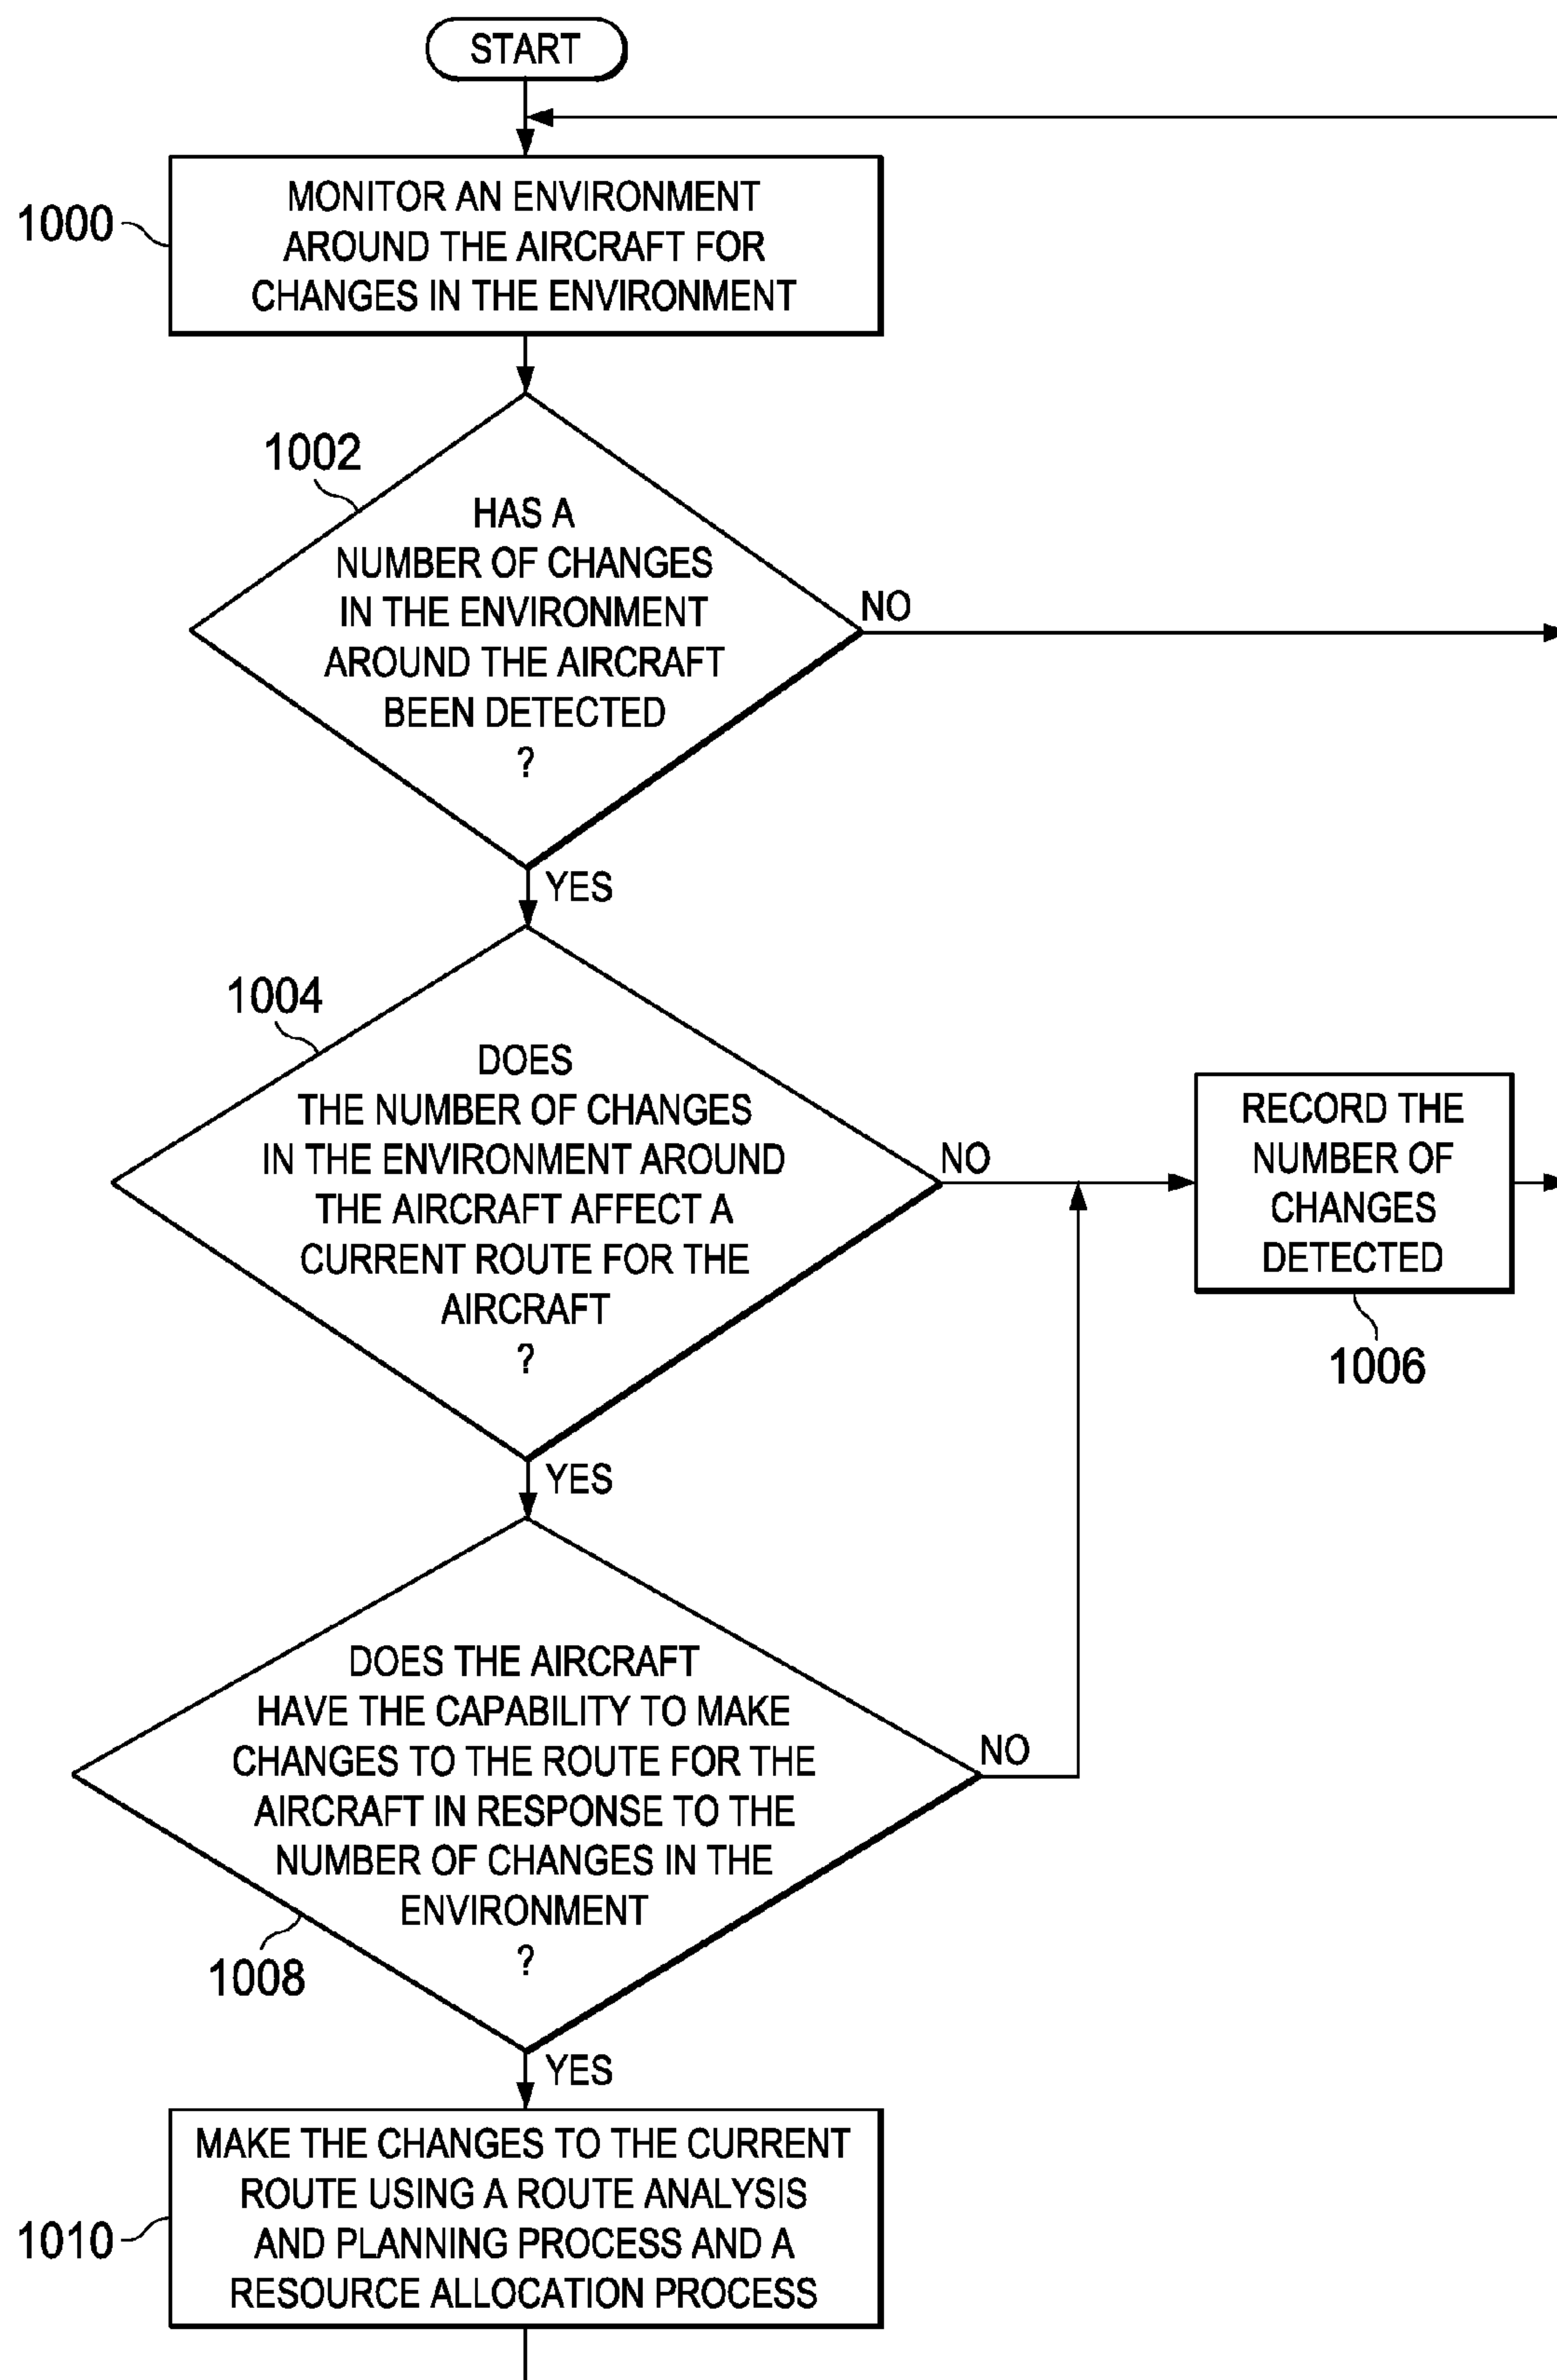 START
1000
MONITOR AN ENVIRONMENT
AROUND THE AIRCRAFT FOR
CHANGES IN THE ENVIRONMENT
1002
HAS A
NUMBER OF CHANGES
IN THE ENVIRONMENT
AROUND THE AIRCRAFT
BEEN DETECTED
?
NO
YES
1004
DOES
THE NUMBER OF CHANGES
IN THE ENVIRONMENT AROUND
THE AIRCRAFT AFFECT A
CURRENT ROUTE FOR THE
AIRCRAFT
?
NO
RECORD THE
NUMBER OF
CHANGES
DETECTED
1006
YES
DOES THE AIRCRAFT
HAVE THE CAPABILITY TO MAKE
CHANGES TO THE ROUTE FOR THE
AIRCRAFT IN RESPONSE TO THE
NUMBER OF CHANGES IN THE
ENVIRONMENT
?
NO
1008
YES
MAKE THE CHANGES TO THE CURRENT
ROUTE USING A ROUTE ANALYSIS
AND PLANNING PROCESS AND A
RESOURCE ALLOCATION PROCESS
1010